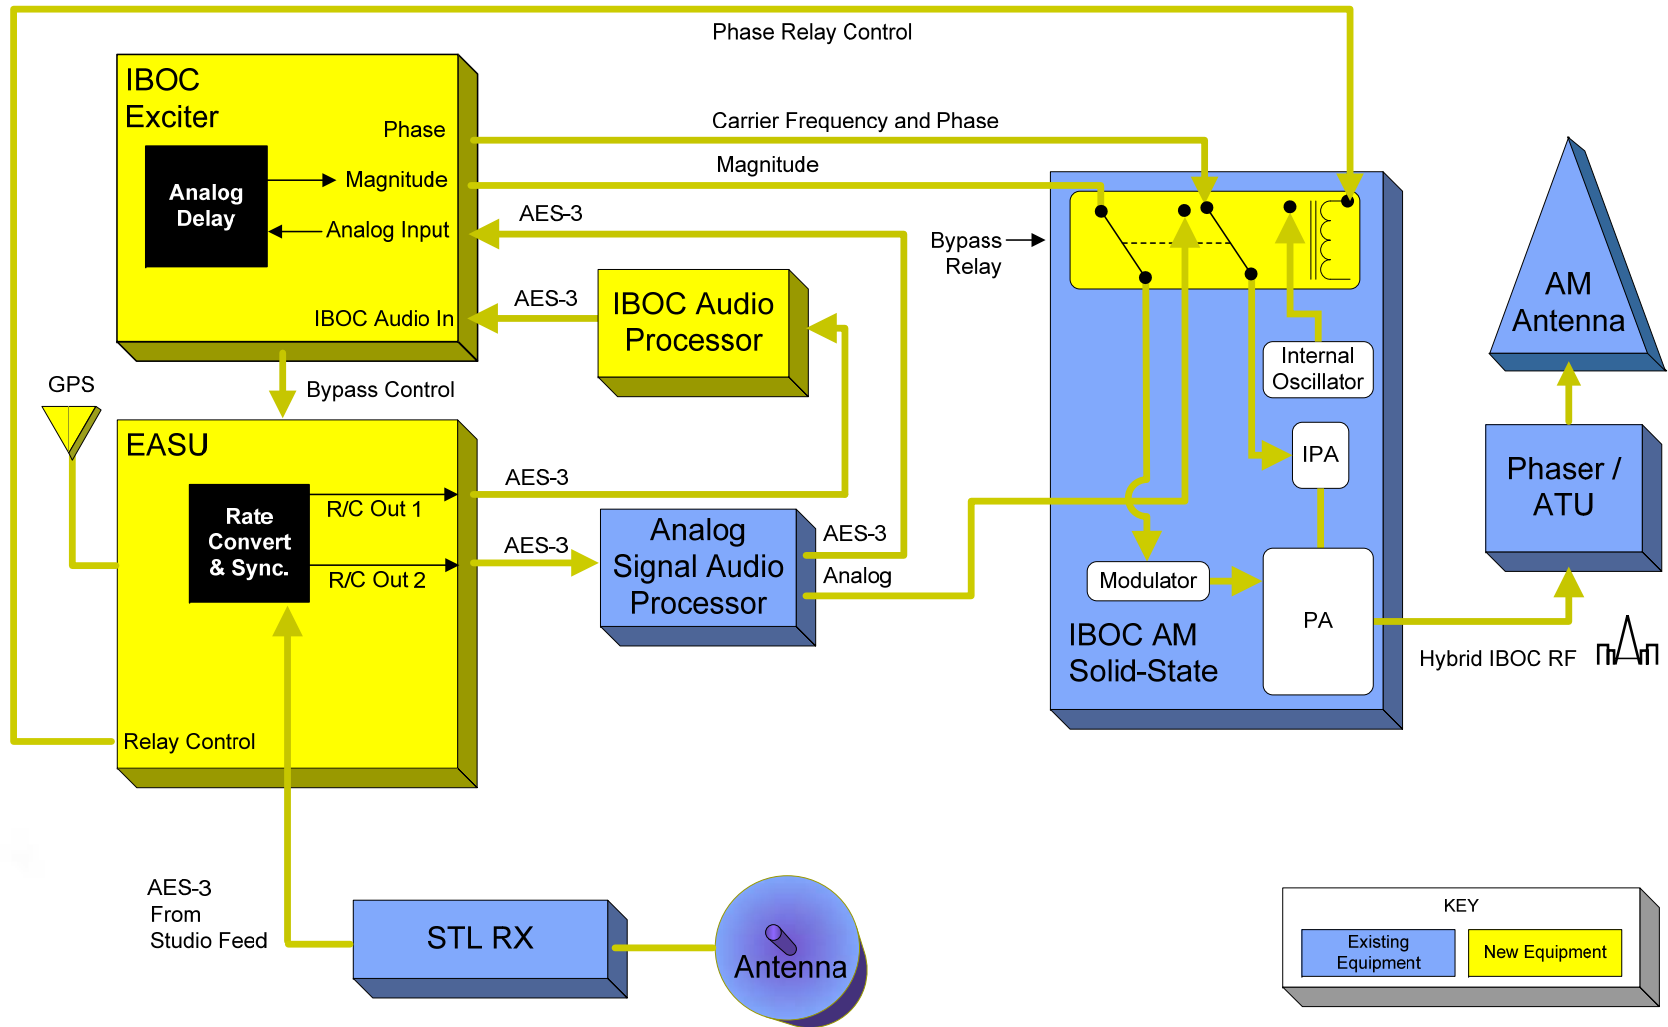 Phase Relay Control
IBOC
Exciter
Phase
Carrier Frequency and Phase
Magnitude
Analog
Delay
Magnitude
Analog Input
AES-3
Bypass
Relay
AES-3
IBOC Audio In
IBOC Audio
Processor
Internal
Oscillator
AM
Antenna
GPS
Bypass Control
EASU
IPA
Phaser /
ATU
AES-3
R/C Out 1
Rate
Convert
& Sync.
AES-3
R/C Out 2
Analog
Signal Audio
Processor
AES-3
Analog
Modulator
PA
IBOC AM
Solid-State
Hybrid IBOC RF
Relay Control
AES-3
From
Studio Feed
STL RX
Antenna
KEY
Existing
Equipment
New Equipment